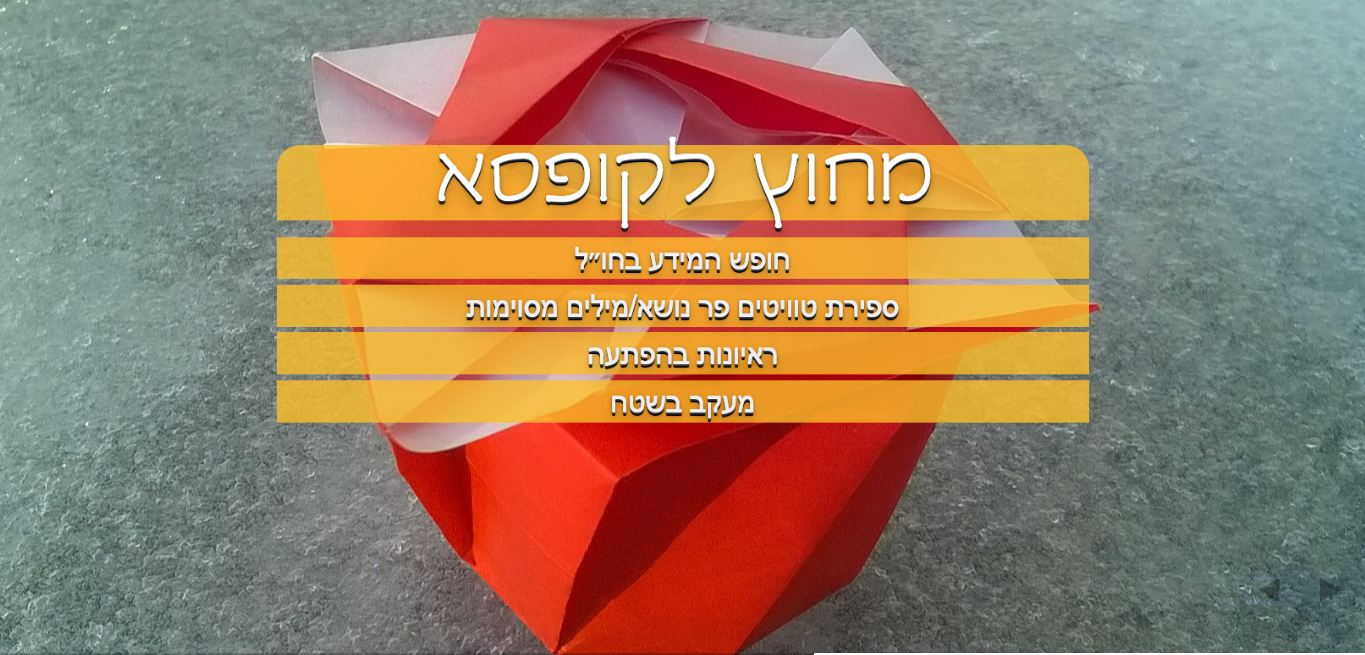 מחוץ לקופסא
חופש המידע בחו״ל
ספירת טוויטים פר נושא/מילים מסוימות
ראיונות בהפתעה
מעקב בשטח